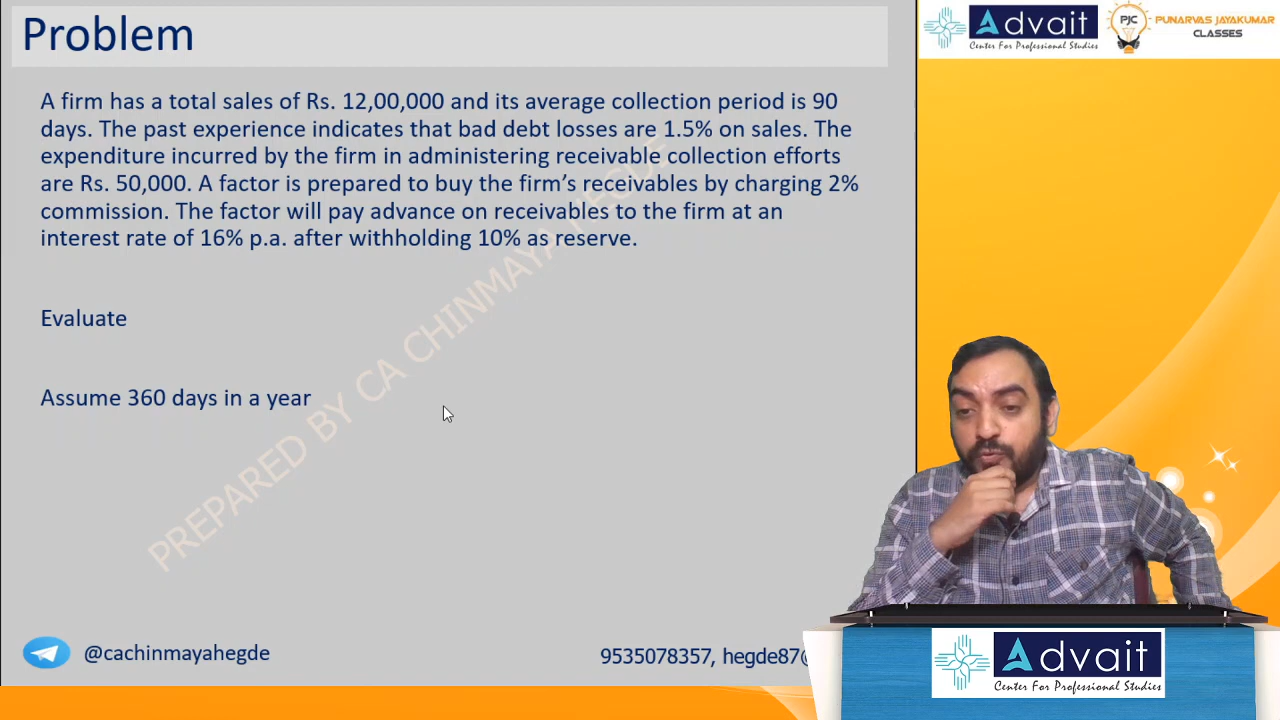 Problem
A firm has a total sales of Rs. 12,00,000 and its average collection period is 90
days. The past experience indicates that bad debt losses are 1.5% on sales. The
expenditure incurred by the firm in administering receivable collection efforts
are Rs. 50,000. A factor is prepared to buy the firm's receivables by charging 2%
commission. The factor will pay advance on receivables to the firm at an
interest rate of 16% p.a. after withholding 10% as reserve.
Evaluate
Assume 360 days in a year
PREPARED BY CA CHINMAYA HEGDE
@cachinmayahegde
9535078357, hegde87@
Advait
Center For Professional Studies
PJC
PUNARVAS JAYAKUMAR
CLASSES
Advait
Center For Professional Studies